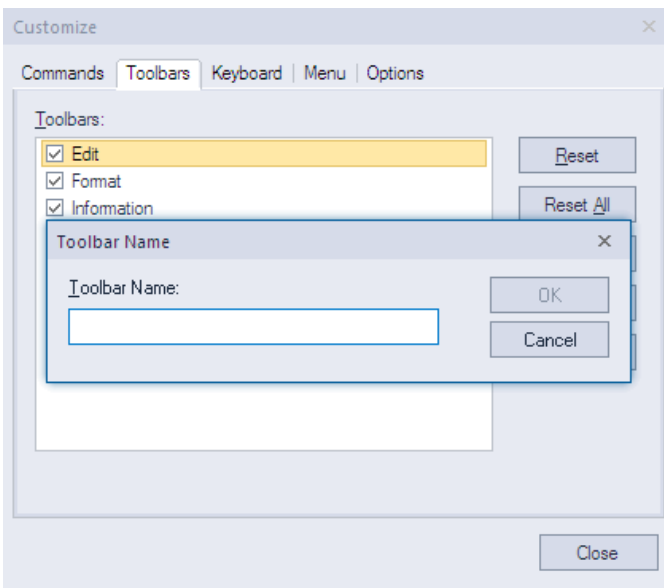 Customize
Commands Toolbars Keyboard Menu Options
Toolbars:
Edit
Format
Information
Reset
Reset All
Toolbar Name
Toolbar Name:
OK
Cancel
Close